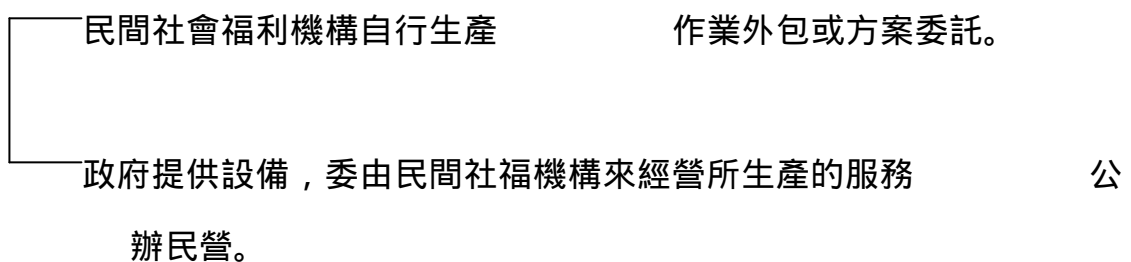 民間社會福利機構自行生產 作業外包或方案委託。
政府提供設備，委由民間社福機構來經營所生產的服務 公
辦民營。